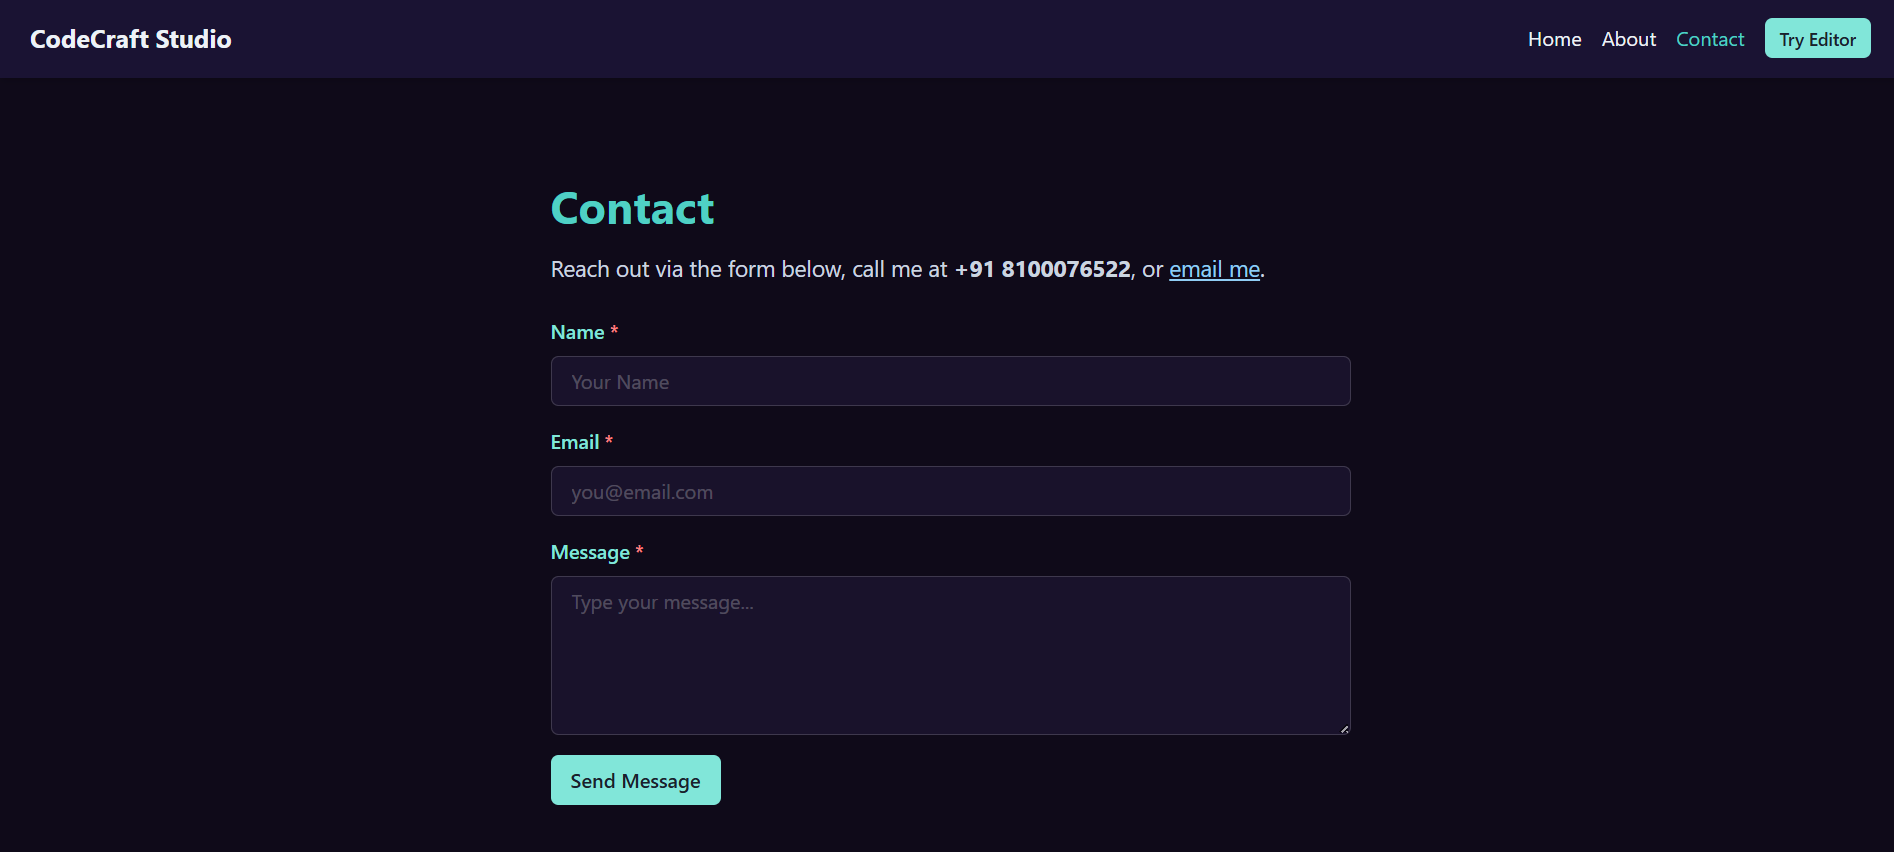 CodeCraft Studio
Home About Contact Try Editor
Contact
Reach out via the form below, call me at +91 8100076522, or email me.
Name *
Your Name
Email *
you@email.com
Message *
Type your message...
Send Message